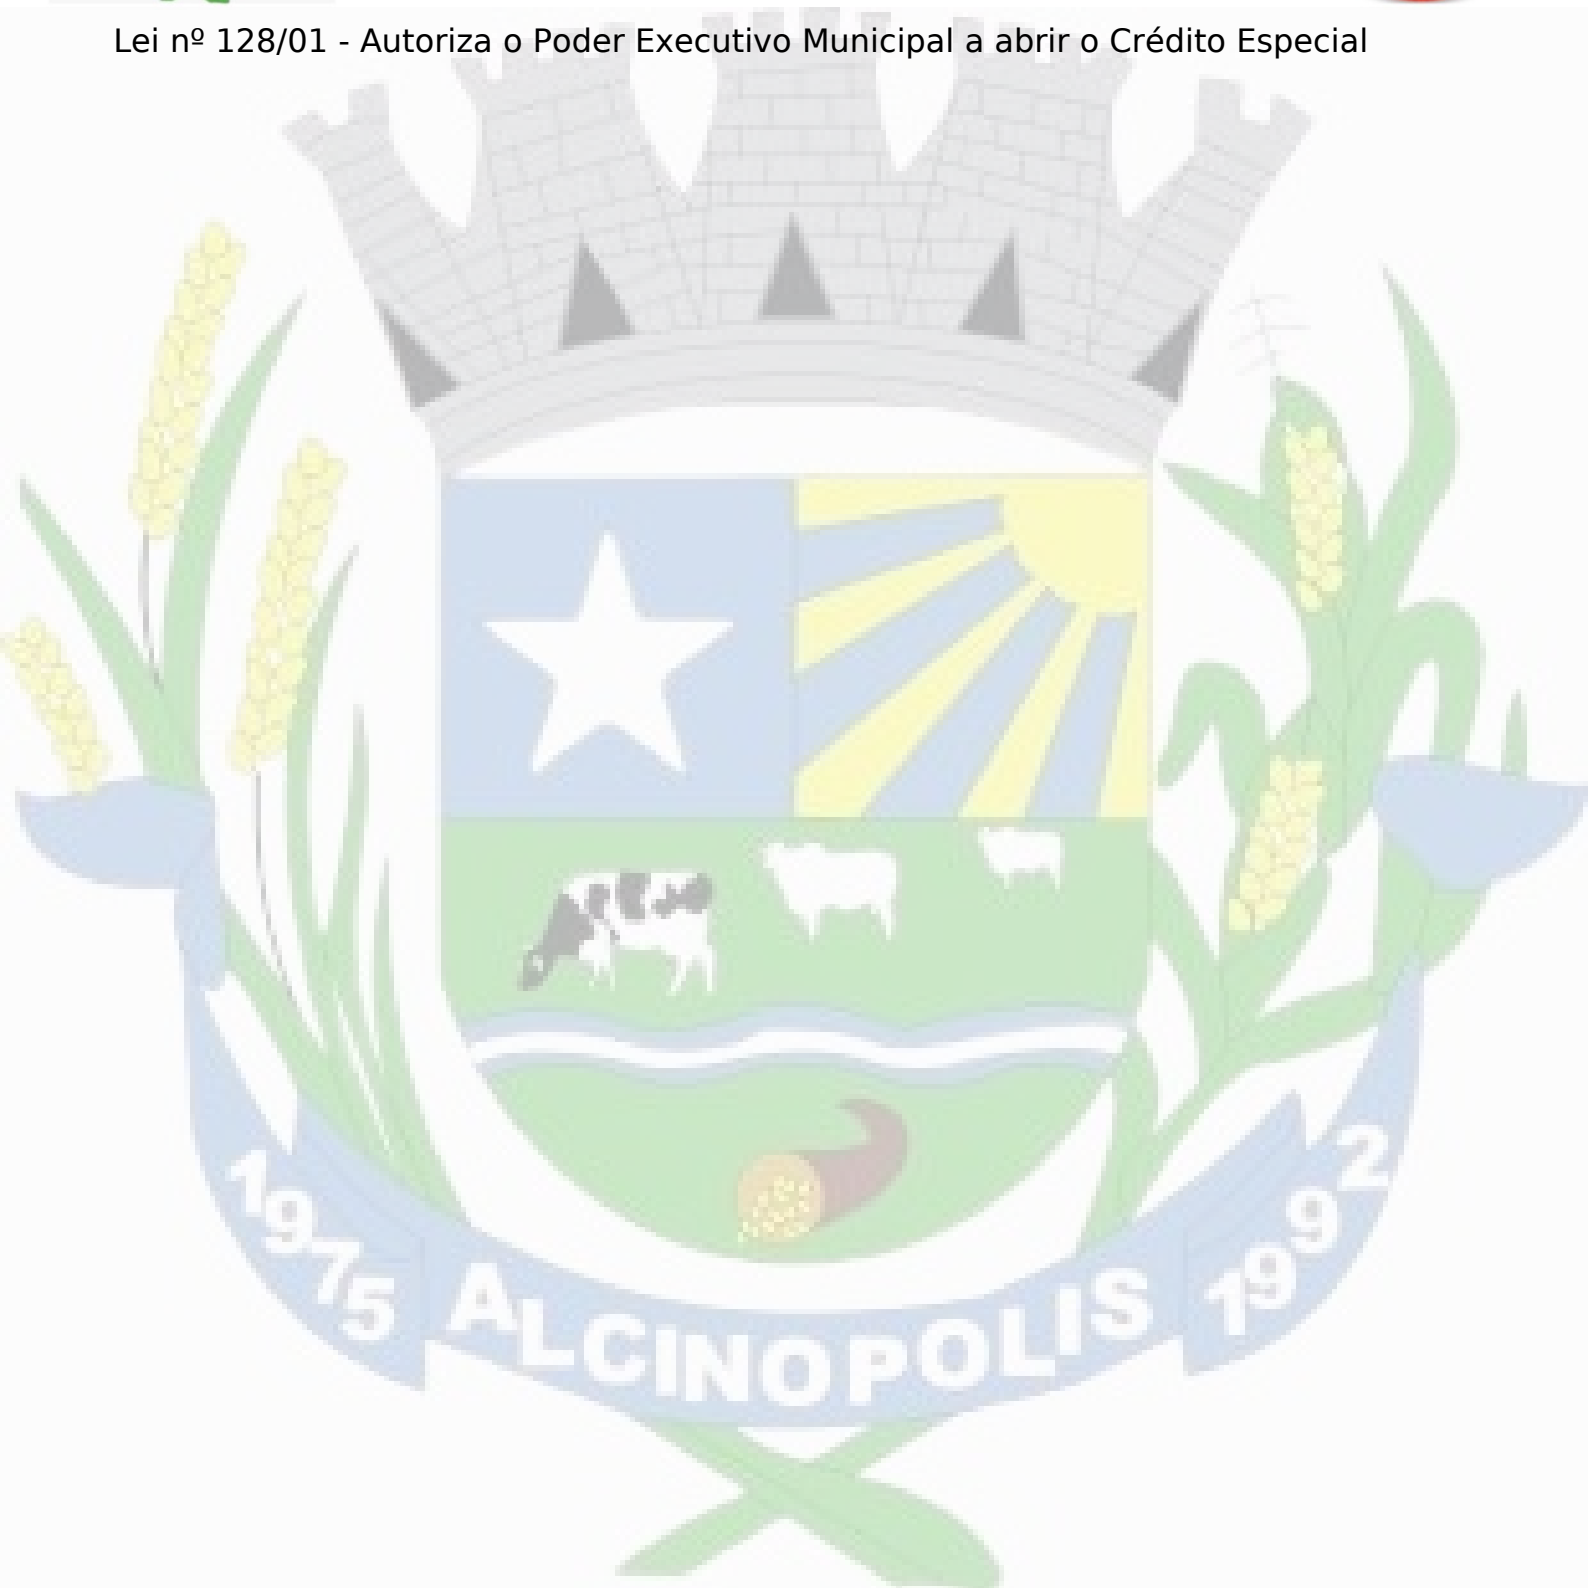 Lei nº 128/01 - Autoriza o Poder Executivo Municipal a abrir o Crédito Especial
1975 ALCINOPOLIS 1992